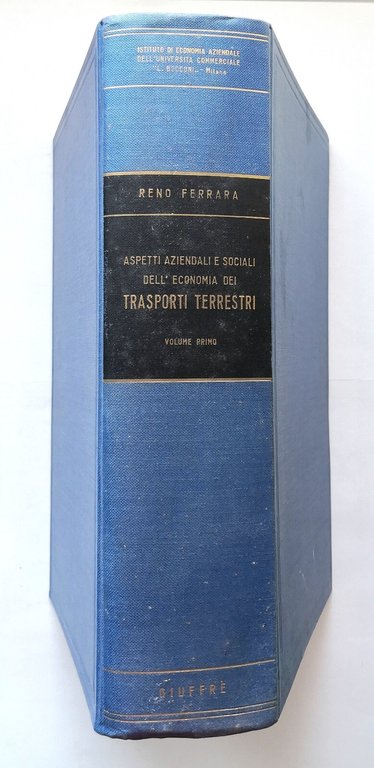 ISTITUTO DI ECONOMIA AZIENDALE
DELL'UNIVERSITÀ COMMERCIALE
"L. BOCCONI" - Milano
RENO FERRARA
ASPETTI AZIENDALI E SOCIALI
DELL'ECONOMIA DEI
TRASPORTI TERRESTRI
VOLUME PRIMO
GIUFFRÈ